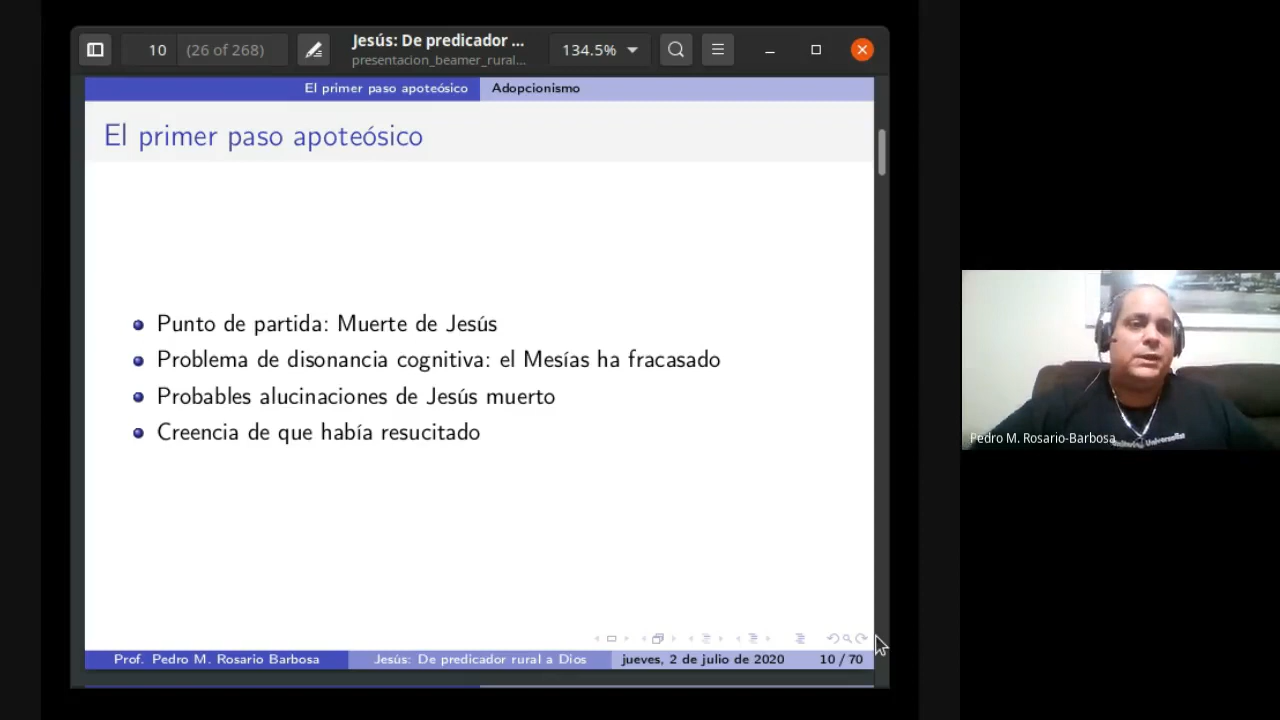 10 (26 of 268)
Jesús: De predicador ...
presentacion_beamer_rural...
134.5%
El primer paso apoteósico Adopcionismo
El primer paso apoteósico
Punto de partida: Muerte de Jesús
Problema de disonancia cognitiva: el Mesías ha fracasado
Probables alucinaciones de Jesús muerto
Creencia de que había resucitado
Prof. Pedro M. Rosario Barbosa Jesús: De predicador rural a Dios jueves, 2 de julio de 2020 10 / 70
Pedro M. Rosario-Barbosa
Universalist